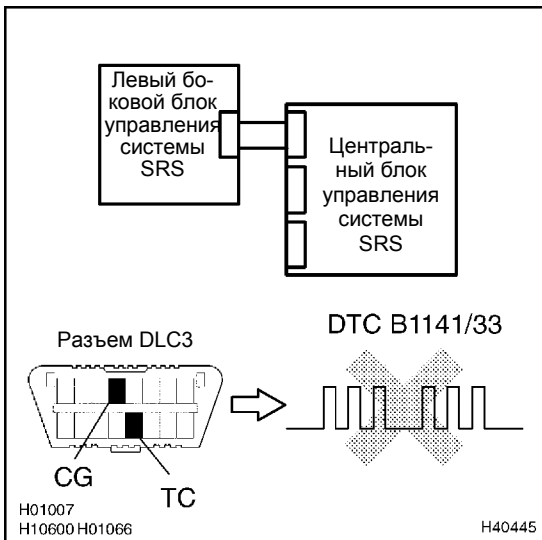 Левый бо-
ковой блок
управления
системы
SRS
Централь-
ный блок
управления
системы
SRS
Разъем DLC3
DTC B1141/33
CG
TC
H01007
H10600 H01066
H40445